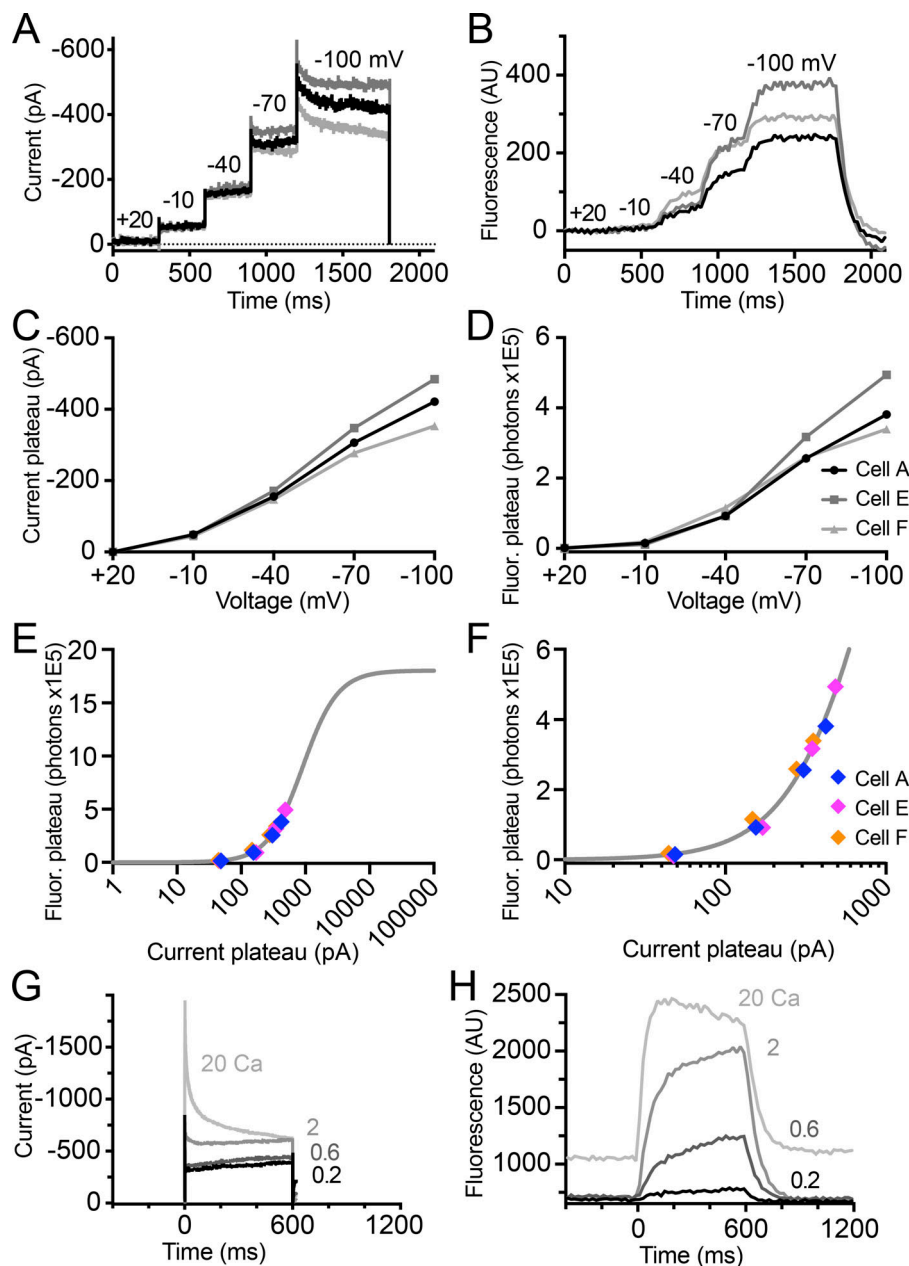 A
Current (pA)
-600
-400
-200
0
+20
-10
-40
-70
-100 mV
0 500 1000 1500 2000
Time (ms)
B
Fluorescence (AU)
400
200
0
+20
-10
-40
-70
-100 mV
0 500 1000 1500 2000
Time (ms)
C
Current plateau (pA)
-600
-400
-200
0
+20 -10 -40 -70 -100
Voltage (mV)
D
Fluor. plateau (photons x1E5)
6
4
2
0
Cell A
Cell E
Cell F
+20 -10 -40 -70 -100
Voltage (mV)
E
Fluor. plateau (photons x1E5)
20
15
10
5
0
1 10 100 1000 10000 100000
Current plateau (pA)
F
Fluor. plateau (photons x1E5)
6
4
2
0
Cell A
Cell E
Cell F
10 100 1000
Current plateau (pA)
G
Current (pA)
-1500
-1000
-500
0
20 Ca
2
0.6
0.2
0 600 1200
Time (ms)
H
Fluorescence (AU)
2500
2000
1500
1000
20 Ca
2
0.6
0.2
0 600 1200
Time (ms)